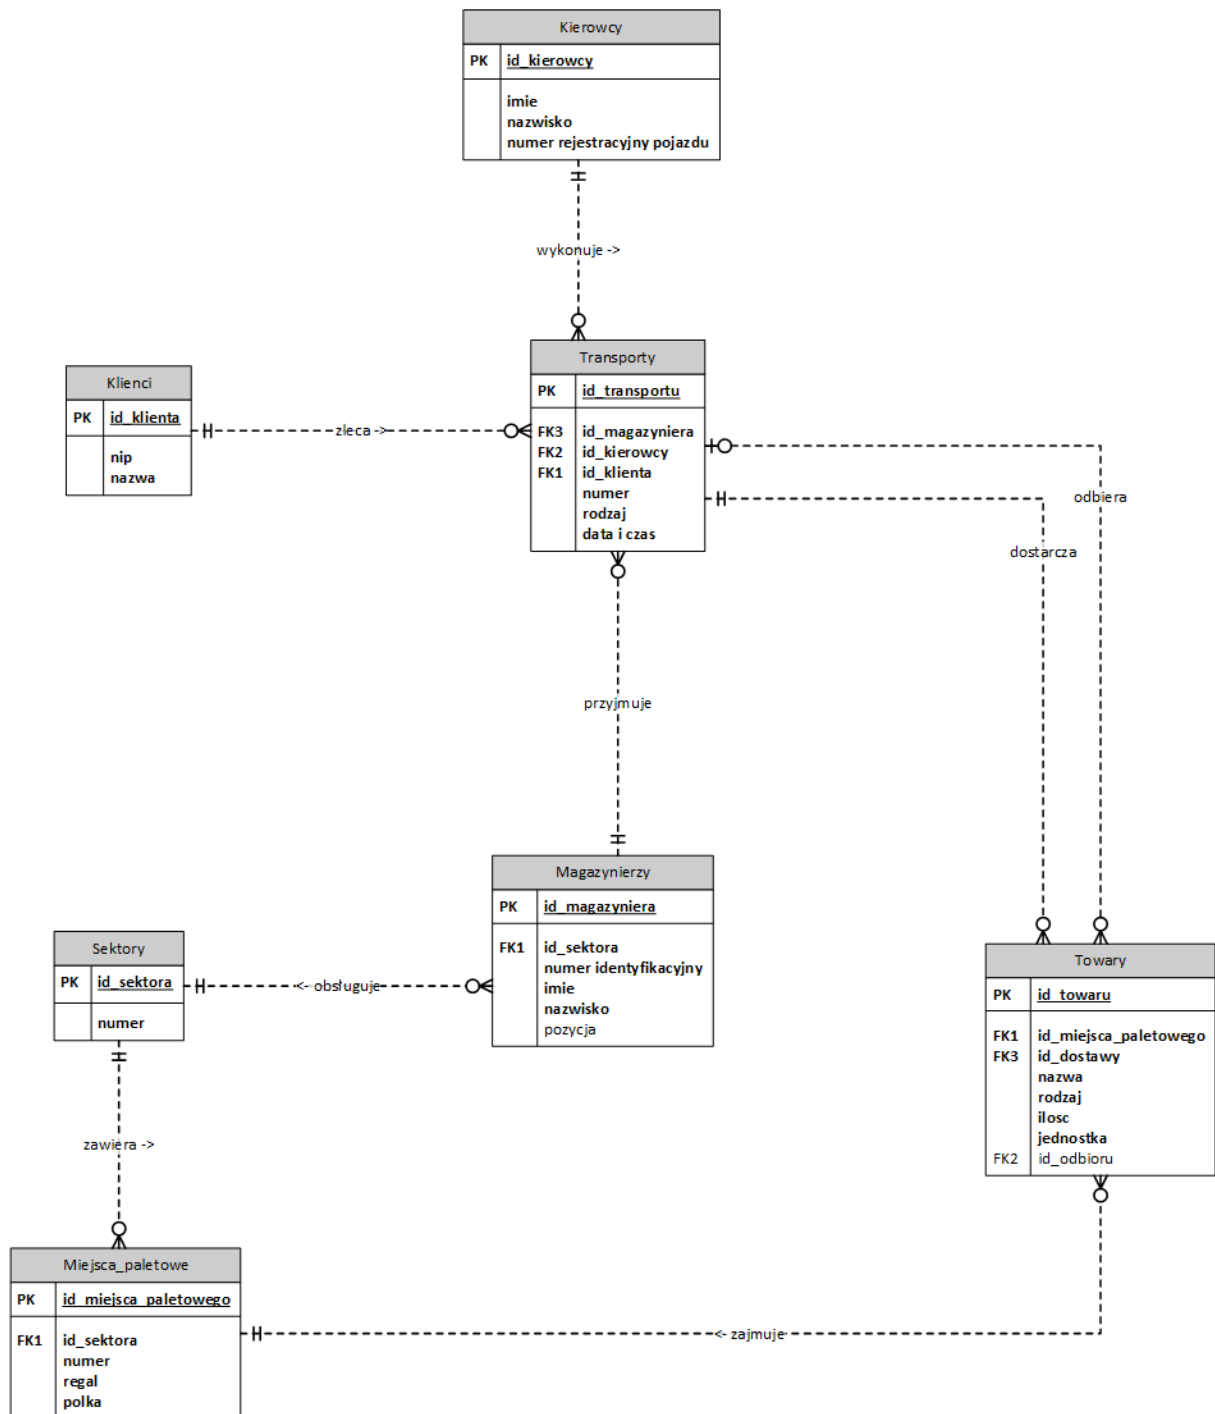 Kierowcy
PK id_kierowcy
imie
nazwisko
numer rejestracyjny pojazdu
wykonuje ->
Transporty
PK id_transportu
FK3 id_magazyniera
FK2 id_kierowcy
FK1 id_klienta
numer
rodzaj
data i czas
Klienci
PK id_klienta
nip
nazwa
zleca ->
odbiera
dostarcza
przyjmuje
Magazynierzy
PK id_magazyniera
FK1 id_sektora
numer identyfikacyjny
imie
nazwisko
pozycja
Sektory
PK id_sektora
numer
<- obsługuje
Towary
PK id_towaru
FK1 id_miejsca_paletowego
FK3 id_dostawy
nazwa
rodzaj
ilosc
jednostka
FK2 id_odbioru
zawiera ->
Miejsca_paletowe
PK id_miejsca_paletowego
FK1 id_sektora
numer
regal
polka
<- zajmuje